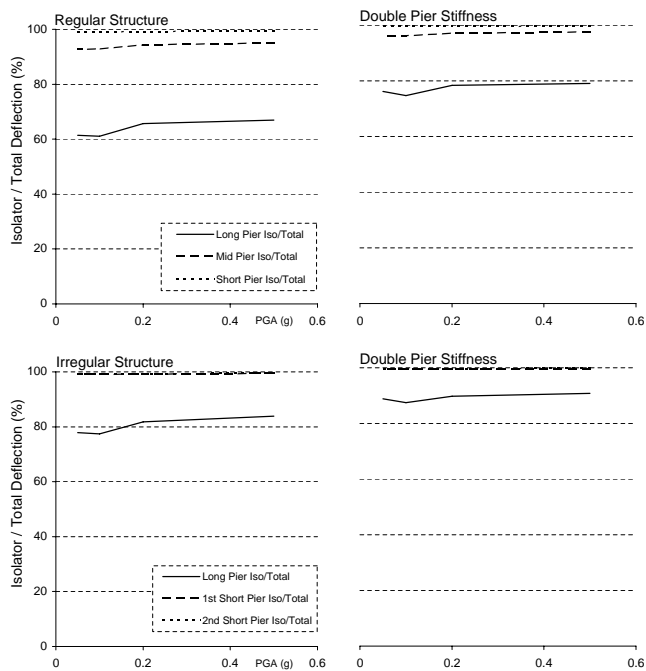 Regular Structure
Double Pier Stiffness
Isolator / Total Deflection (%)
100
80
60
40
20
0
Long Pier Iso/Total
Mid Pier Iso/Total
Short Pier Iso/Total
0
0.2
0.4
PGA (g)
0.6
0
0.2
0.4
0.6
Irregular Structure
Double Pier Stiffness
Isolator / Total Deflection (%)
100
80
60
40
20
0
Long Pier Iso/Total
1st Short Pier Iso/Total
2nd Short Pier Iso/Total
0
0.2
0.4
PGA (g)
0.6
0
0.2
0.4
0.6